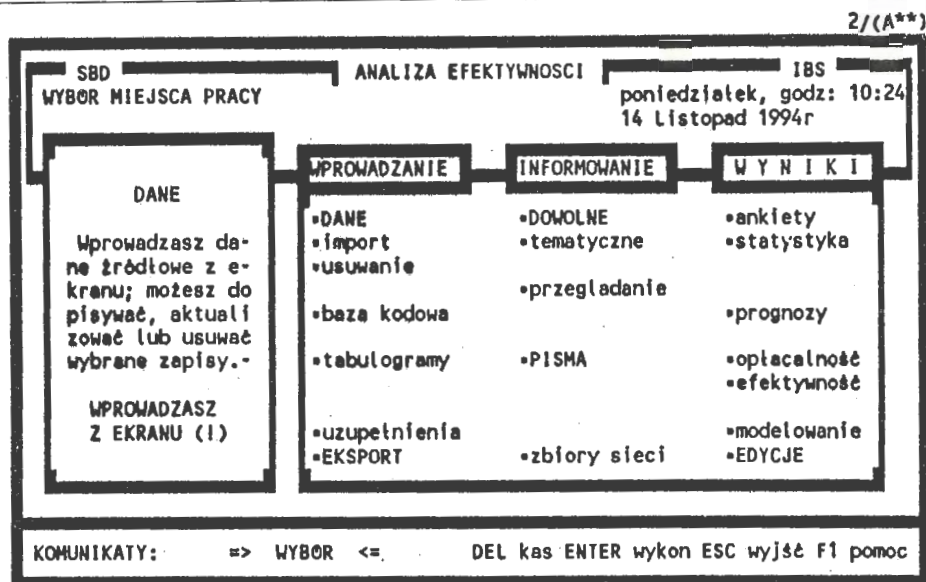 2/(A**)
SBD ANALIZA EFEKTYWNOSCI IBS
WYBOR MIEJSCA PRACY poniedziałek, godz: 10:24
14 Listopad 1994r
WPROWADZANIE INFORMOWANIE W Y N I K I
DANE
Wprowadzasz da-
ne źródłowe z e-
kranu; możesz do
pisywać, aktuali
zować lub usuwać
wybrane zapisy.-
WPROWADZASZ
Z EKRANU (!)
▪DANE ▪DOWOLNE ▪ankiety
▪import ▪tematyczne ▪statystyka
▪usuwanie
▪przegladanie
▪baza kodowa ▪prognozy
▪tabulogramy ▪PISMA ▪opłacalność
▪efektywność
▪uzupełnienia ▪modelowanie
▪EKSPORT ▪zbiory sieci ▪EDYCJE
KOMUNIKATY: => WYBOR <= DEL kas ENTER wykon ESC wyjść F1 pomoc